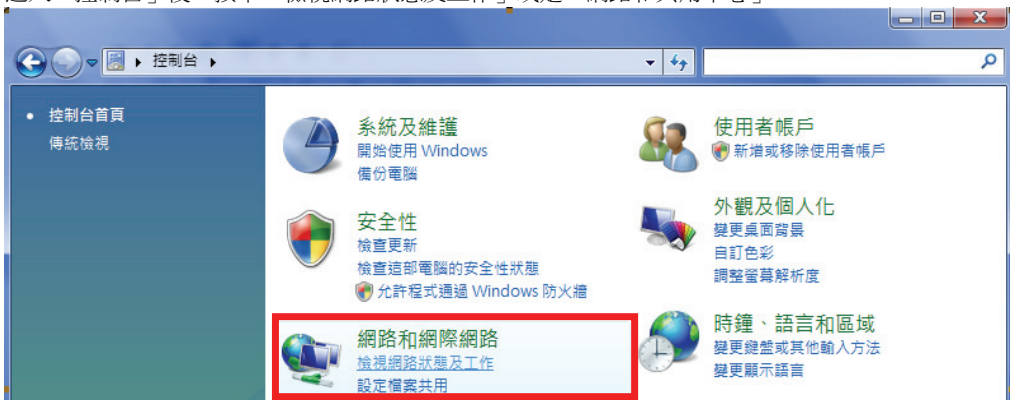 控制台
控制台首頁
傳統檢視
系統及維護
開始使用 Windows
備份電腦
安全性
檢查更新
檢查這部電腦的安全性狀態
允許程式通過 Windows 防火牆
網路和網際網路
檢視網路狀態及工作
設定檔案共用
使用者帳戶
新增或移除使用者帳戶
外觀及個人化
變更桌面背景
自訂色彩
調整螢幕解析度
時鐘、語言和區域
變更鍵盤或其他輸入方法
變更顯示語言